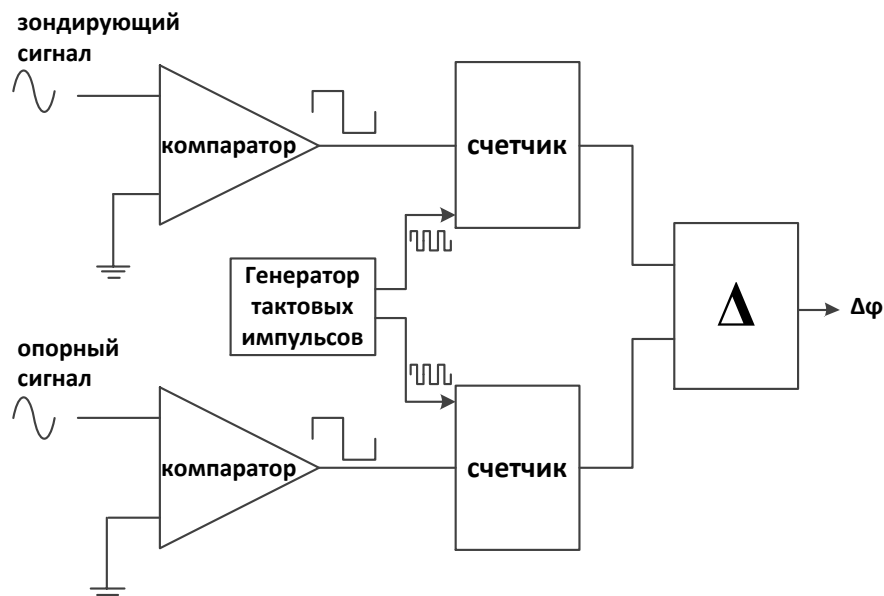 зондирующий
сигнал
компаратор
счетчик
Генератор
тактовых
импульсов
Δ
Δφ
опорный
сигнал
компаратор
счетчик